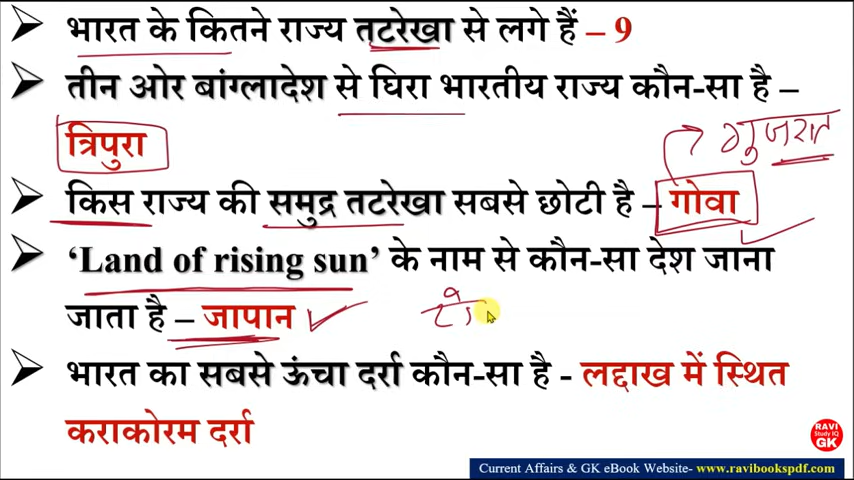 भारत के कितने राज्य तटरेखा से लगे हैं – 9
तीन ओर बांग्लादेश से घिरा भारतीय राज्य कौन-सा है –
त्रिपुरा
गुजरात
किस राज्य की समुद्र तटरेखा सबसे छोटी है – गोवा
‘Land of rising sun’ के नाम से कौन-सा देश जाना
जाता है – जापान
भारत का सबसे ऊंचा दर्रा कौन-सा है - लद्दाख में स्थित
काराकोरम दर्रा
RAVI
Study IQ
GK
Current Affairs & GK eBook Website- www.ravibookspdf.com